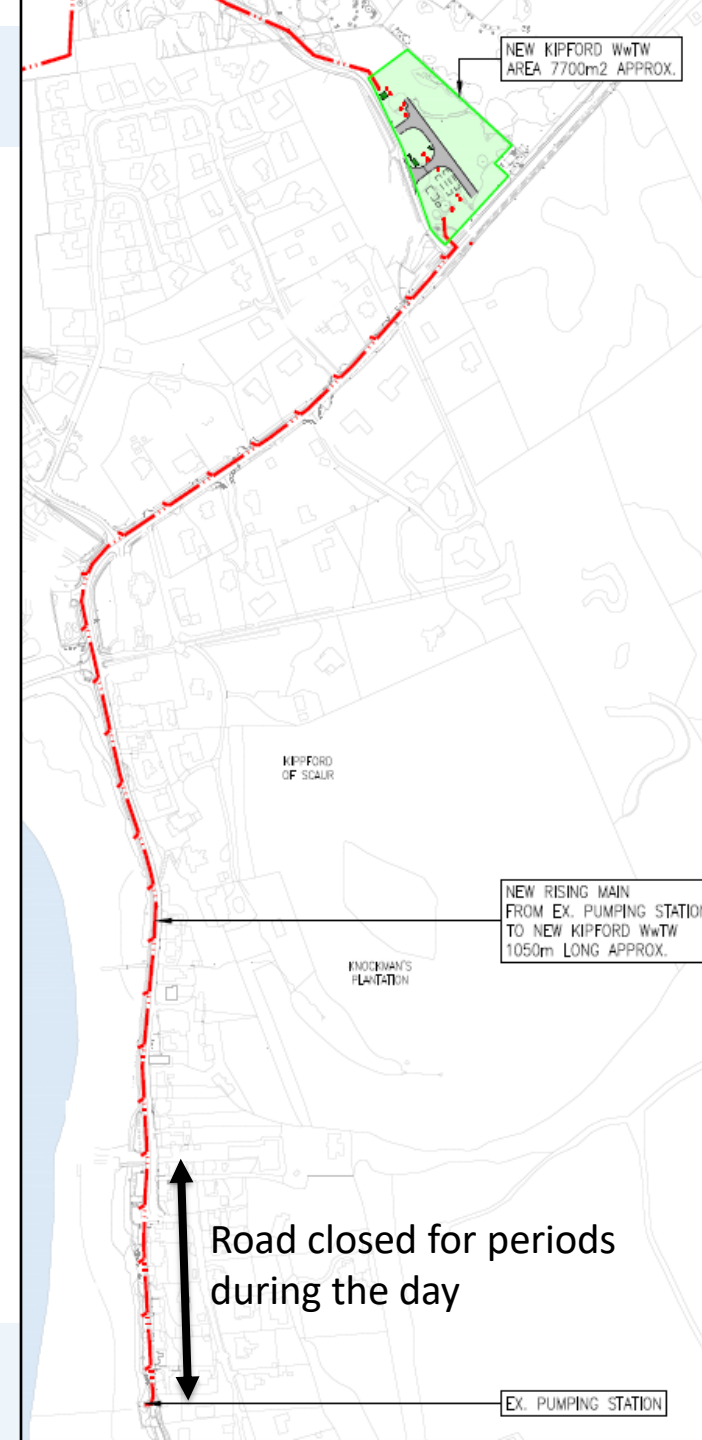 NEW KIPFORD WwTW
AREA 7700m2 APPROX.
KIPPFORD
OF SCAUR
NEW RISING MAIN
FROM EX. PUMPING STATION
TO NEW KIPFORD WwTW
1050m LONG APPROX.
KNOCKMAN'S
PLANTATION
Road closed for periods
during the day
EX. PUMPING STATION